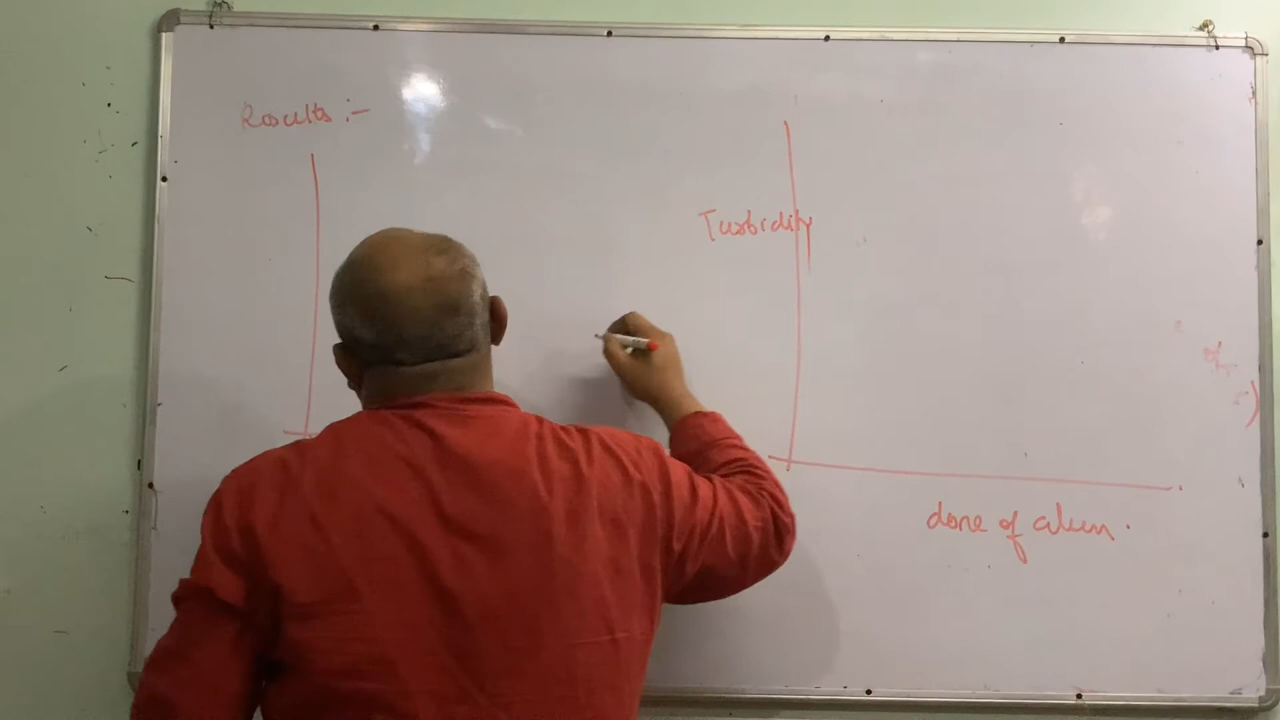 Results :-
Turbidity
dose of alum.